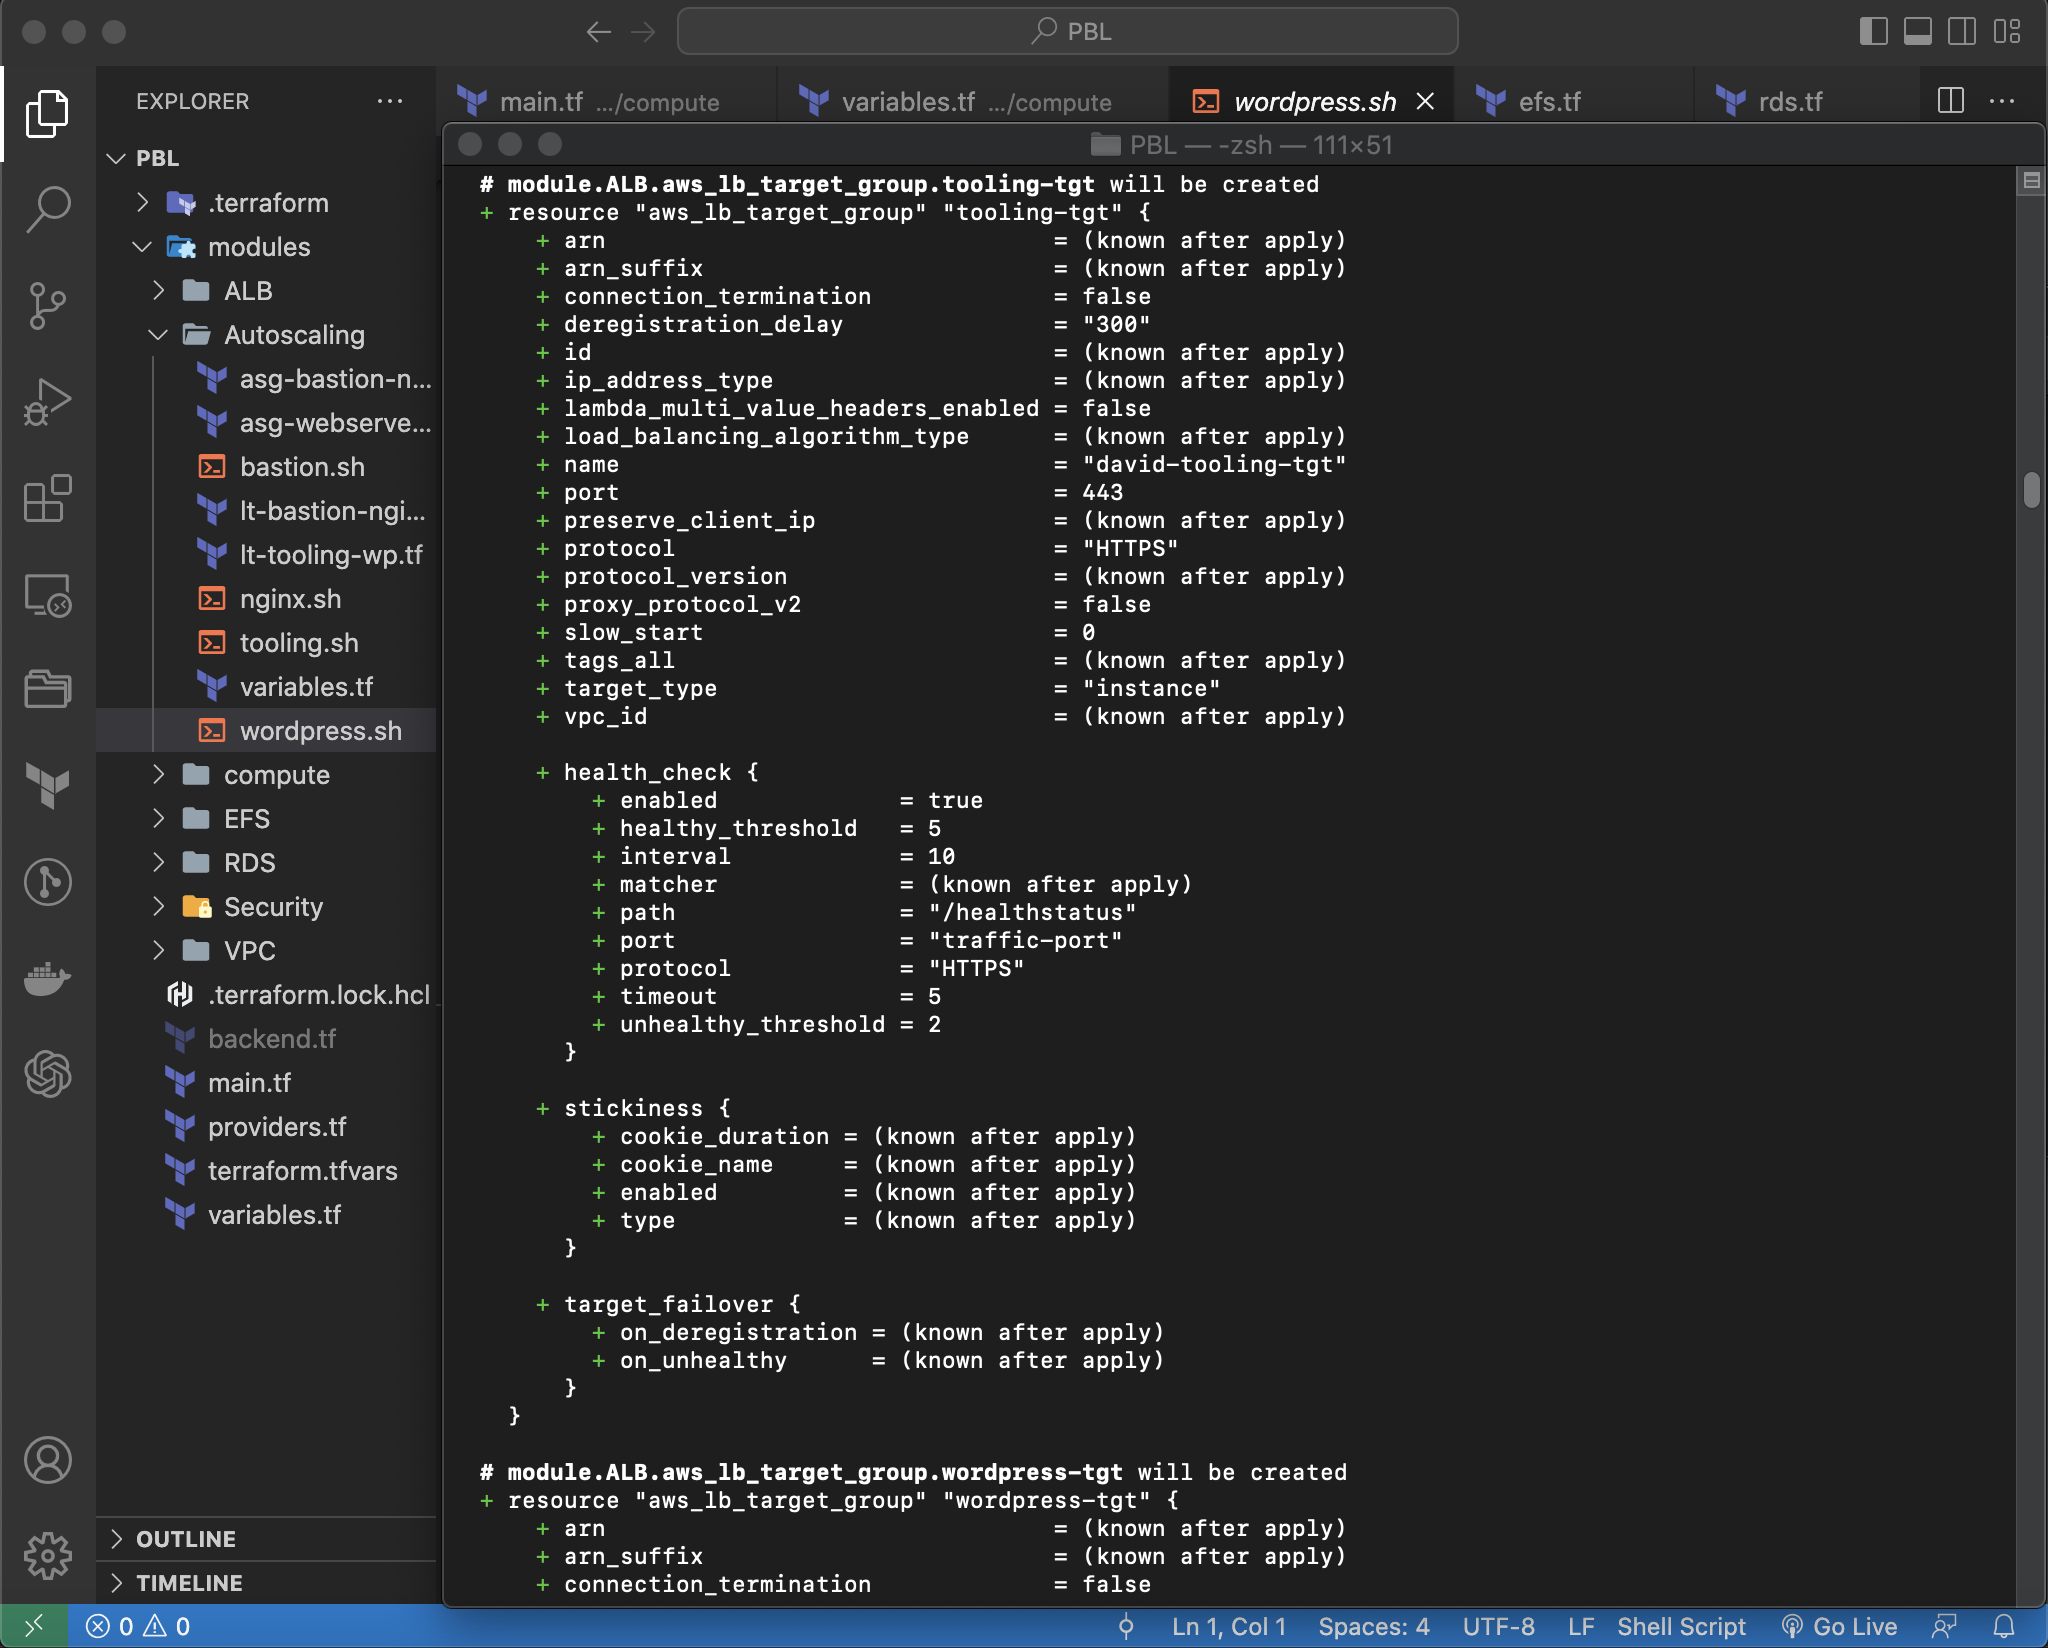 PBL
EXPLORER
main.tf .../compute
variables.tf .../compute
wordpress.sh
efs.tf
rds.tf
PBL
.terraform
modules
ALB
Autoscaling
asg-bastion-n...
asg-webserve...
bastion.sh
lt-bastion-ngi...
lt-tooling-wp.tf
nginx.sh
tooling.sh
variables.tf
wordpress.sh
compute
EFS
RDS
Security
VPC
.terraform.lock.hcl
backend.tf
main.tf
providers.tf
terraform.tfvars
variables.tf
OUTLINE
TIMELINE
PBL — -zsh — 111×51
# module.ALB.aws_lb_target_group.tooling-tgt will be created
+ resource "aws_lb_target_group" "tooling-tgt" {
+ arn = (known after apply)
+ arn_suffix = (known after apply)
+ connection_termination = false
+ deregistration_delay = "300"
+ id = (known after apply)
+ ip_address_type = (known after apply)
+ lambda_multi_value_headers_enabled = false
+ load_balancing_algorithm_type = (known after apply)
+ name = "david-tooling-tgt"
+ port = 443
+ preserve_client_ip = (known after apply)
+ protocol = "HTTPS"
+ protocol_version = (known after apply)
+ proxy_protocol_v2 = false
+ slow_start = 0
+ tags_all = (known after apply)
+ target_type = "instance"
+ vpc_id = (known after apply)
+ health_check {
+ enabled = true
+ healthy_threshold = 5
+ interval = 10
+ matcher = (known after apply)
+ path = "/healthstatus"
+ port = "traffic-port"
+ protocol = "HTTPS"
+ timeout = 5
+ unhealthy_threshold = 2
}
+ stickiness {
+ cookie_duration = (known after apply)
+ cookie_name = (known after apply)
+ enabled = (known after apply)
+ type = (known after apply)
}
+ target_failover {
+ on_deregistration = (known after apply)
+ on_unhealthy = (known after apply)
}
}
# module.ALB.aws_lb_target_group.wordpress-tgt will be created
+ resource "aws_lb_target_group" "wordpress-tgt" {
+ arn = (known after apply)
+ arn_suffix = (known after apply)
+ connection_termination = false
0 0
Ln 1, Col 1
Spaces: 4
UTF-8
LF
Shell Script
Go Live